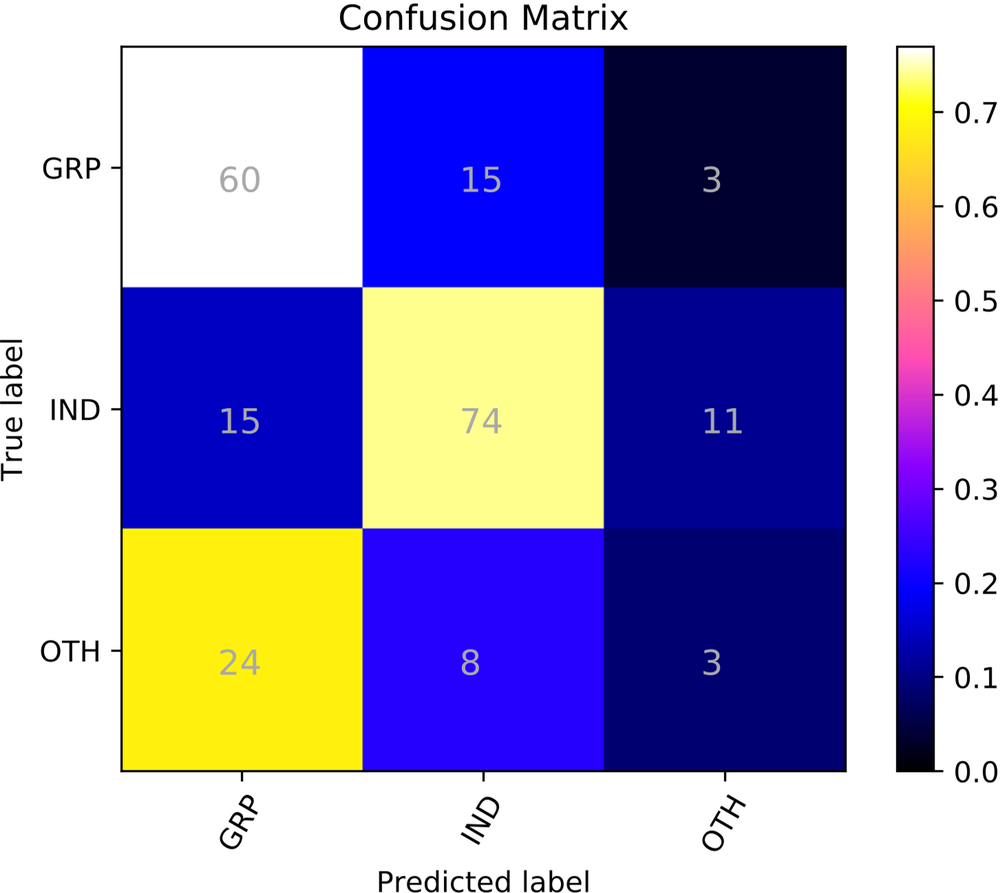 Confusion Matrix
True label
GRP
60 15 3
IND
15 74 11
OTH
24 8 3
GRP IND OTH
Predicted label
0.7
0.6
0.5
0.4
0.3
0.2
0.1
0.0